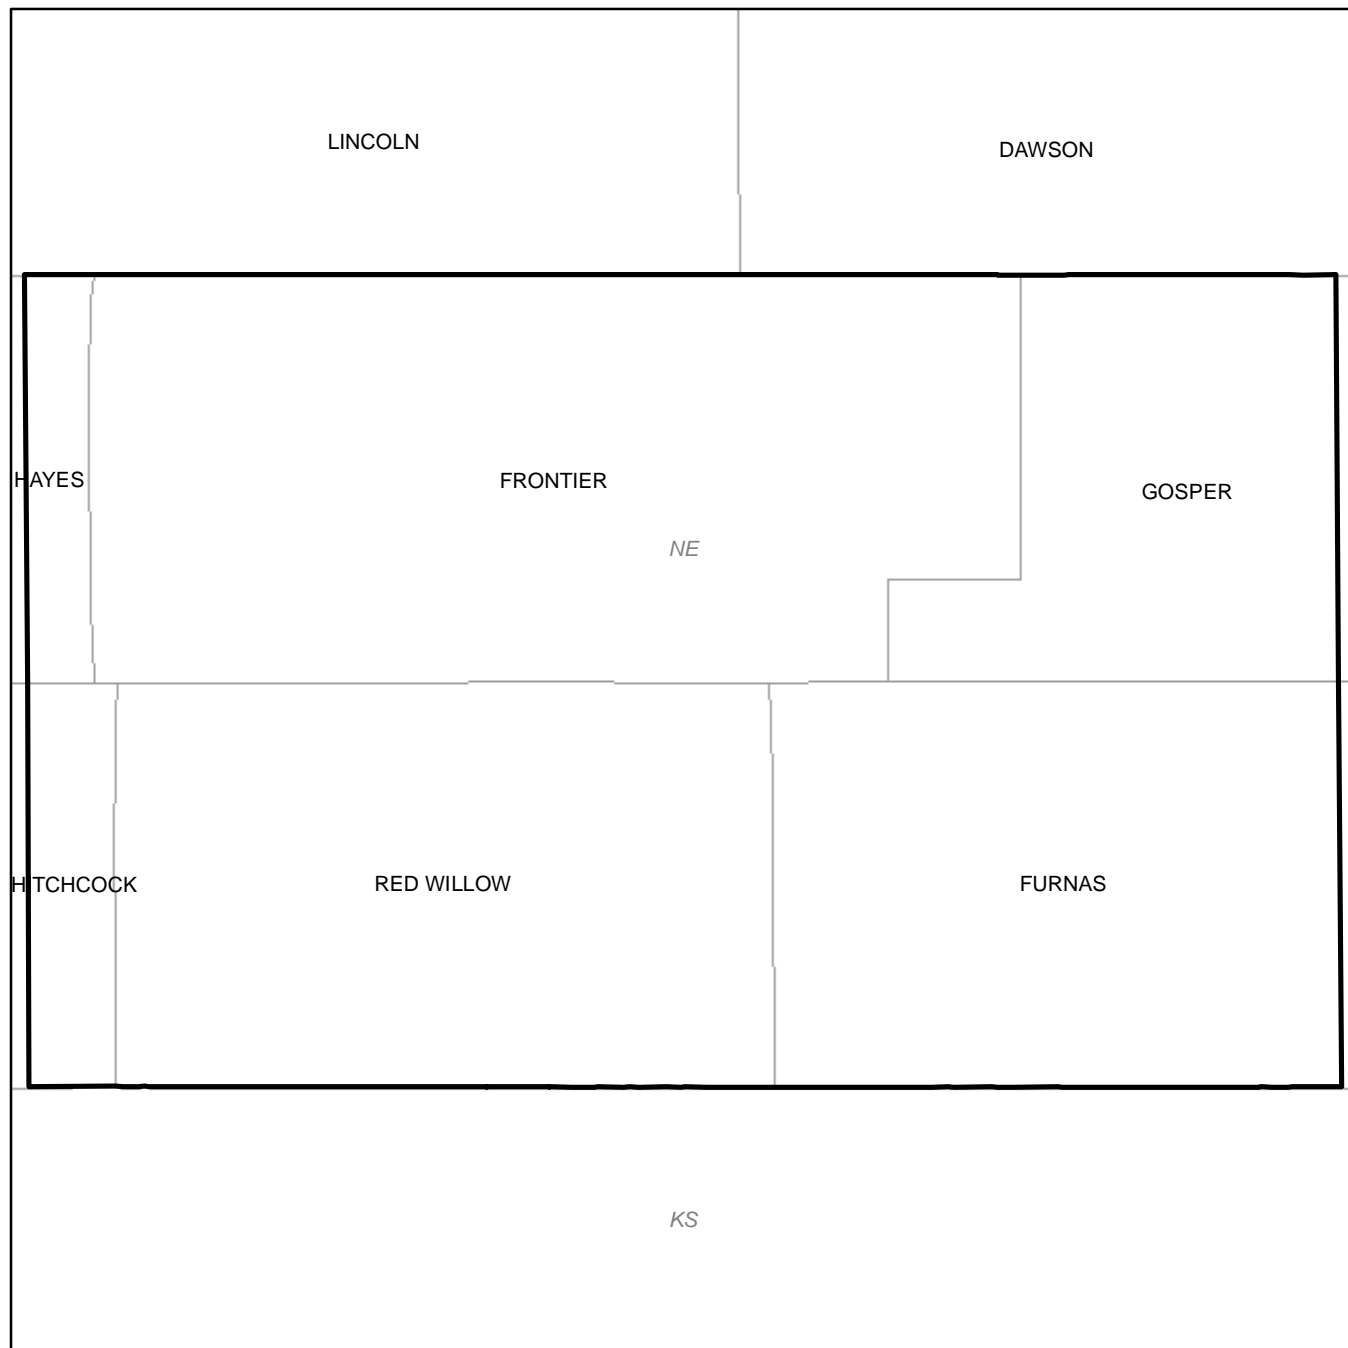 LINCOLN
DAWSON
HAYES
FRONTIER
GOSPER
NE
HITCHCOCK
RED WILLOW
FURNAS
KS